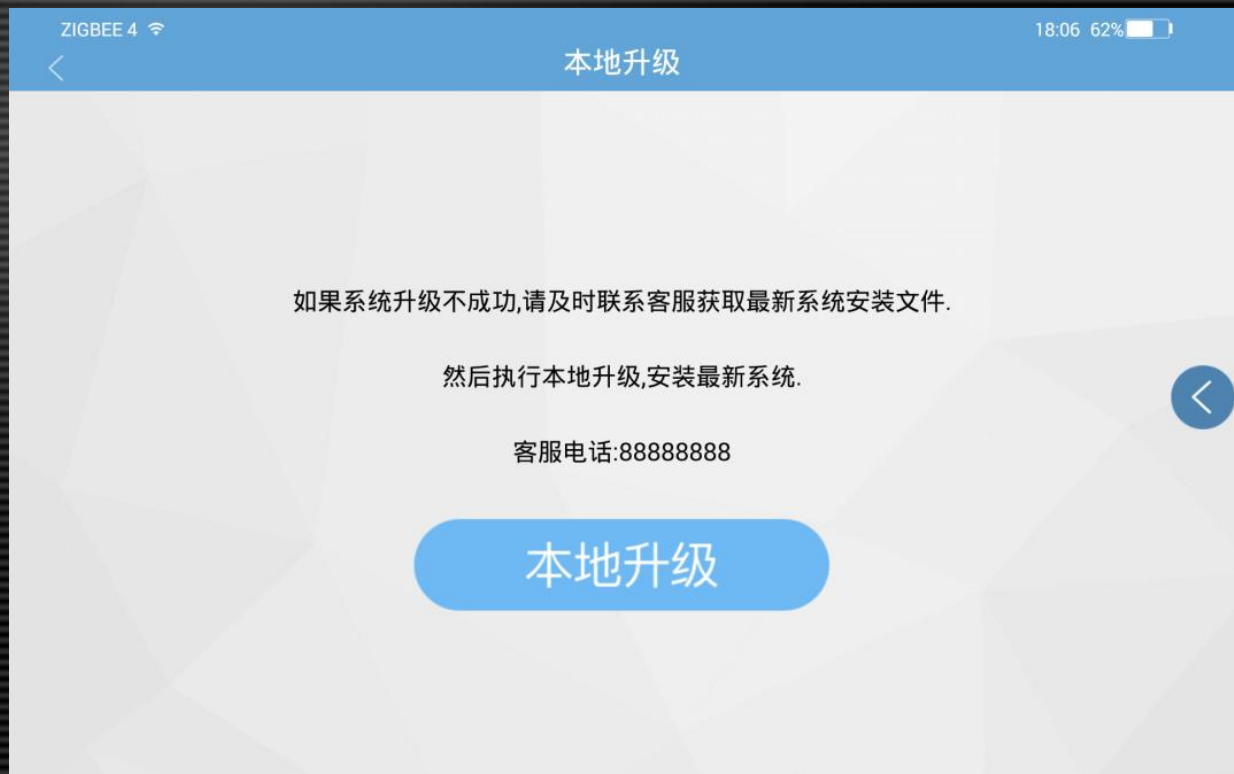 ZIGBEE 4 18:06 62%
本地升级
如果系统升级不成功,请及时联系客服获取最新系统安装文件.
然后执行本地升级,安装最新系统.
客服电话:88888888
本地升级